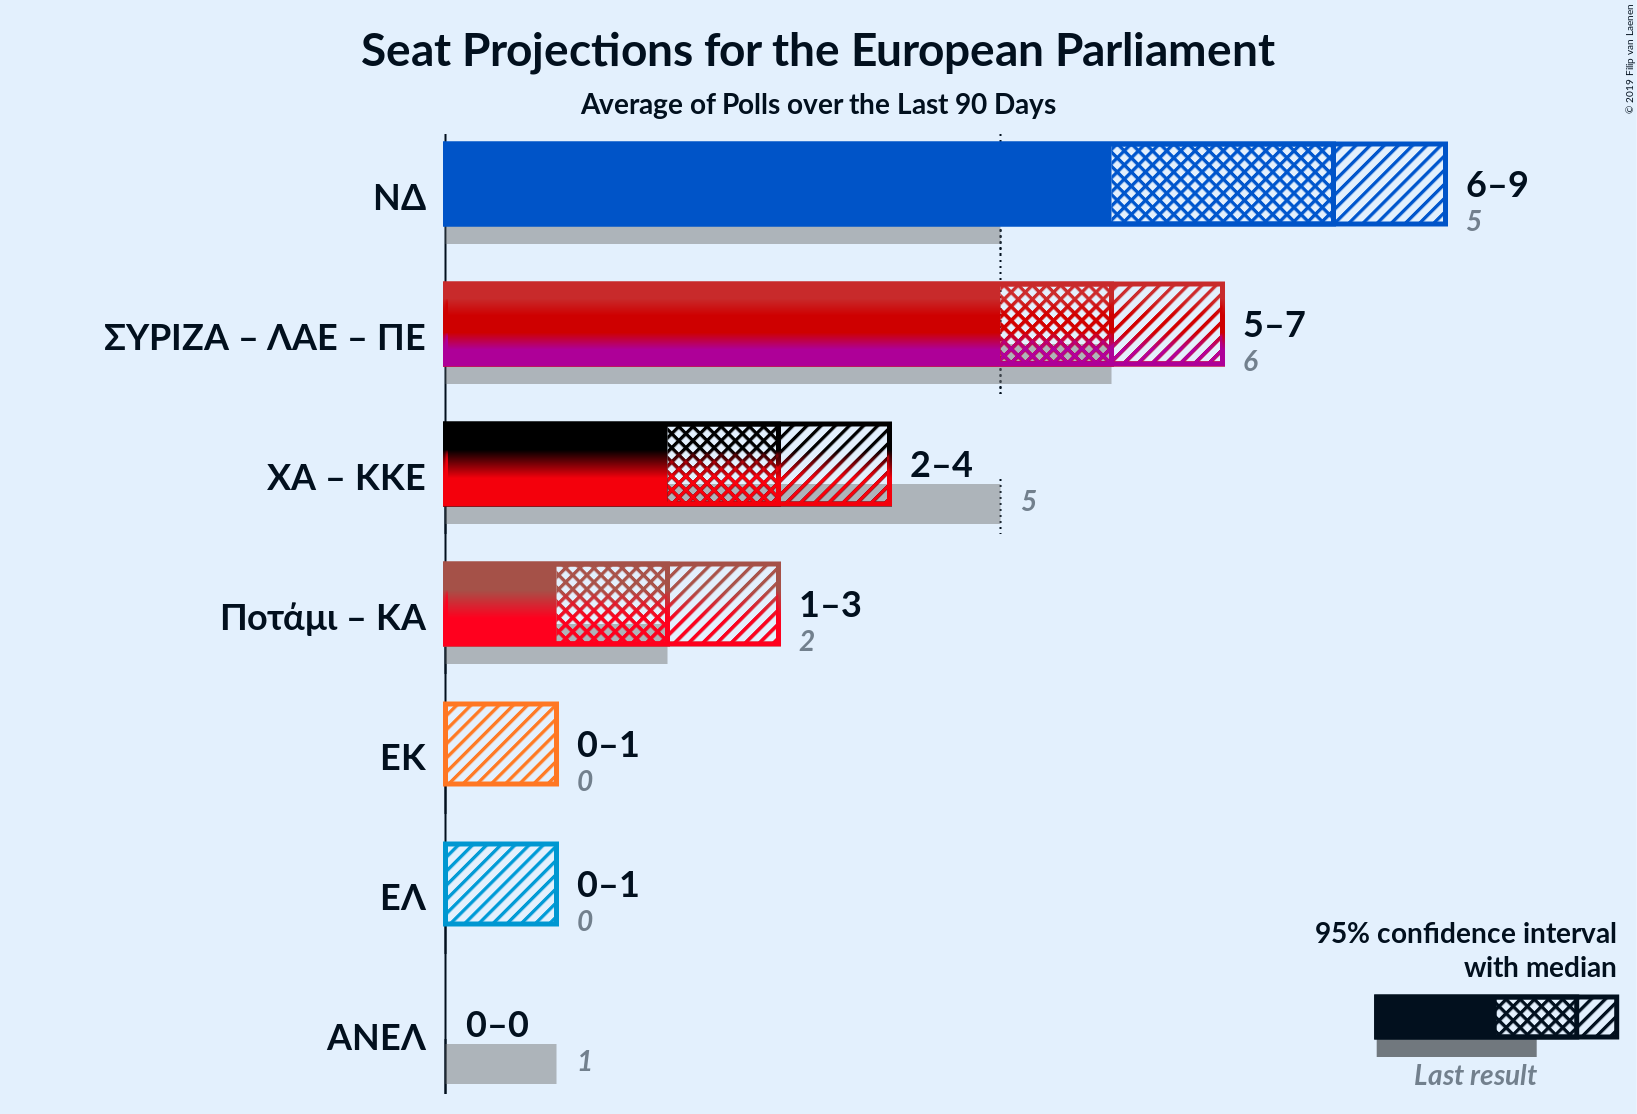 Seat Projections for the European Parliament
Average of Polls over the Last 90 Days
© 2019 Filip van Laenen
ΝΔ
6–9
5
ΣΥΡΙΖΑ – ΛΑΕ – ΠΕ
5–7
6
ΧΑ – ΚΚΕ
2–4
5
Ποτάμι – ΚΑ
1–3
2
ΕΚ
0–1
0
ΕΛ
0–1
0
ΑΝΕΛ
0–0
1
95% confidence interval
with median
Last result